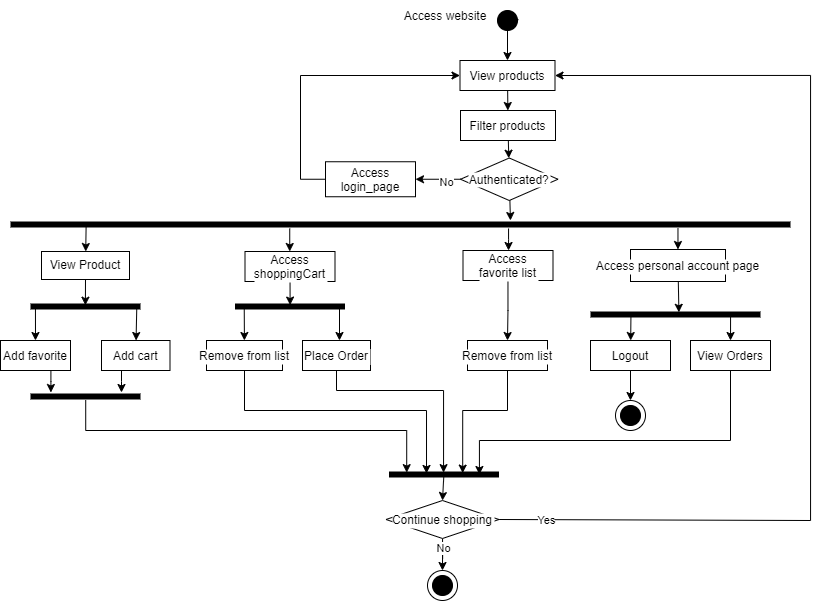 Access website
View products
Filter products
Authenticated?
No
Access
login_page
View Product
Access
shoppingCart
Access
favorite list
Access personal account page
Add favorite
Add cart
Remove from list
Place Order
Remove from list
Logout
View Orders
Continue shopping
Yes
No